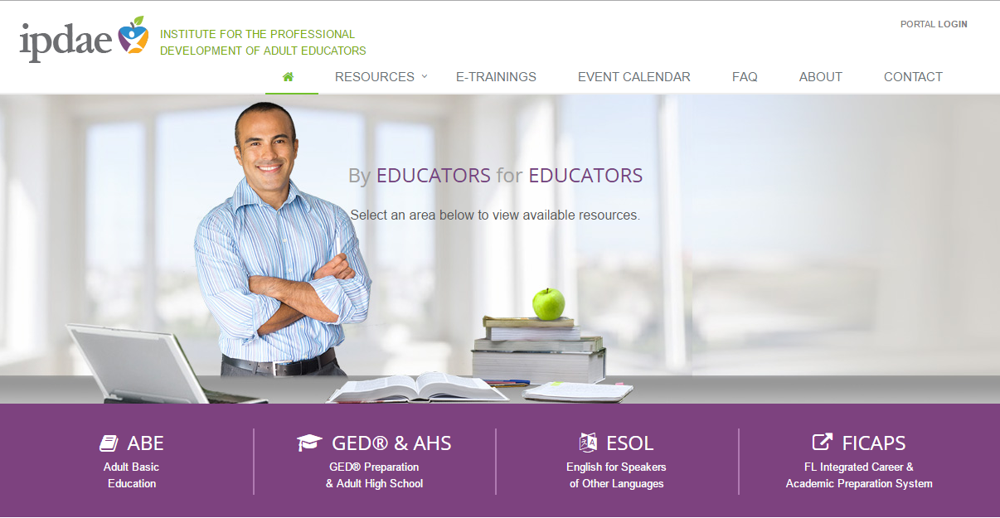 PORTAL LOGIN
ipdae
INSTITUTE FOR THE PROFESSIONAL
DEVELOPMENT OF ADULT EDUCATORS
RESOURCES E-TRAININGS EVENT CALENDAR FAQ ABOUT CONTACT
By EDUCATORS for EDUCATORS
Select an area below to view available resources.
ABE
Adult Basic
Education
GED® & AHS
GED® Preparation
& Adult High School
ESOL
English for Speakers
of Other Languages
FICAPS
FL Integrated Career &
Academic Preparation System